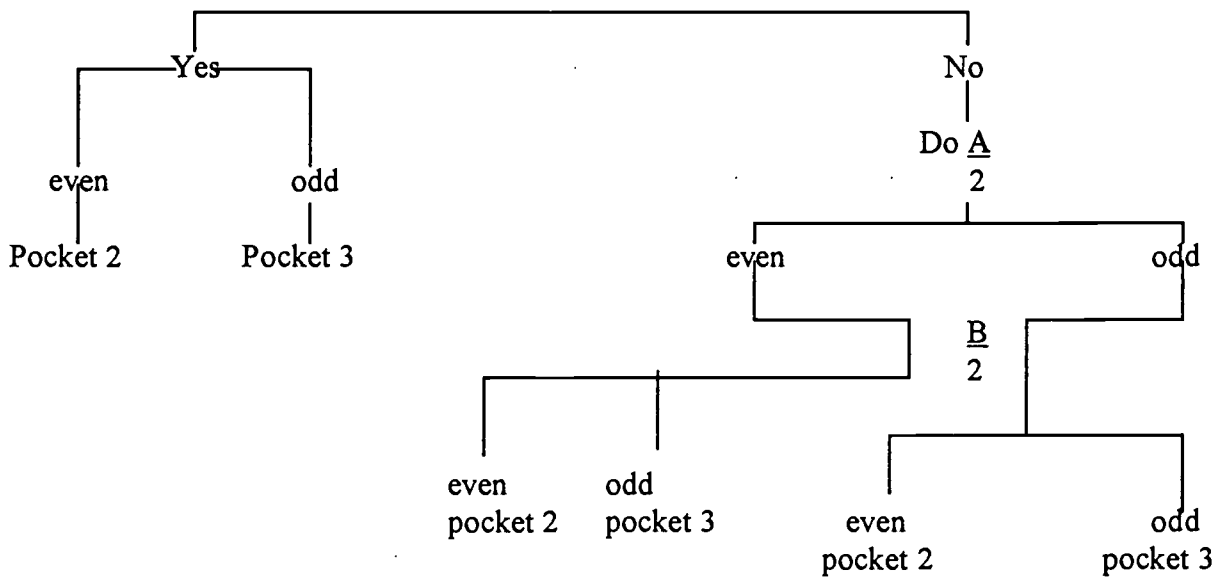 Yes
No
Do A
2
even
odd
Pocket 2
Pocket 3
even
odd
B
2
even
odd
pocket 2
pocket 3
even
odd
pocket 2
pocket 3